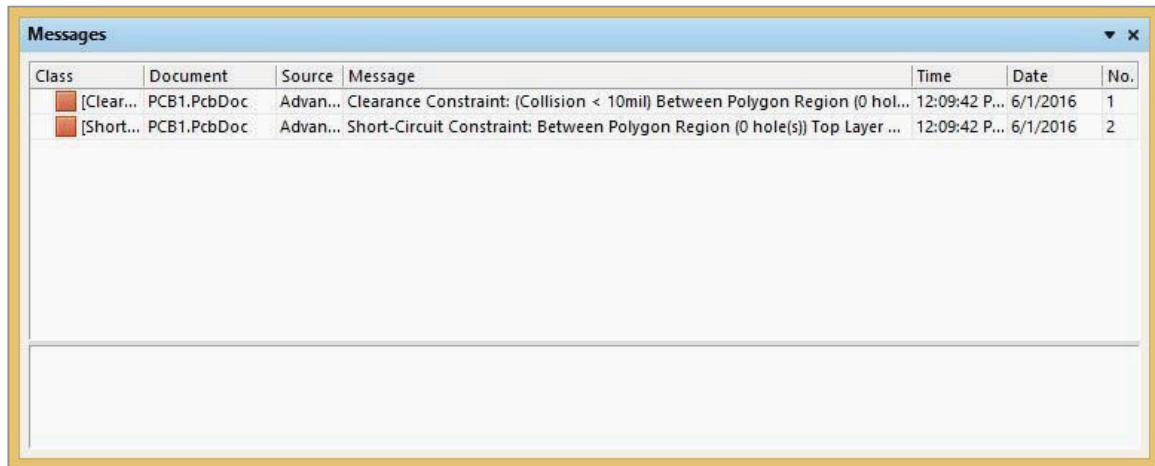 Messages
Class Document Source Message Time Date No.
[Clear... PCB1.PcbDoc Advan... Clearance Constraint: (Collision < 10mil) Between Polygon Region (0 hol... 12:09:42 P... 6/1/2016 1
[Short... PCB1.PcbDoc Advan... Short-Circuit Constraint: Between Polygon Region (0 hole(s)) Top Layer ... 12:09:42 P... 6/1/2016 2